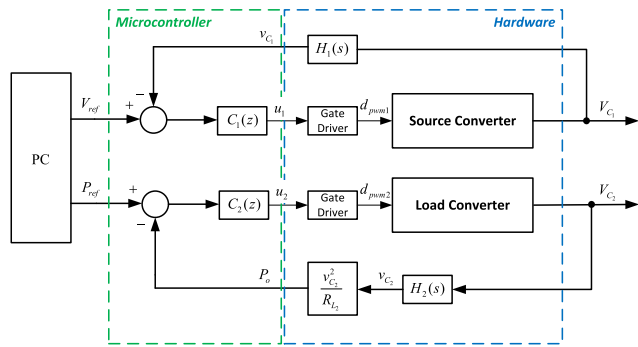 Microcontroller
Hardware
v_{C_1}
H_1(s)
V_{ref}
+
−
C_1(z)
u_1
Gate
Driver
d_{pwm1}
Source Converter
V_{C_1}
PC
P_{ref}
+
−
C_2(z)
u_2
Gate
Driver
d_{pwm2}
Load Converter
V_{C_2}
P_o
v_{C_2}^2
R_{L_2}
v_{C_2}
H_2(s)